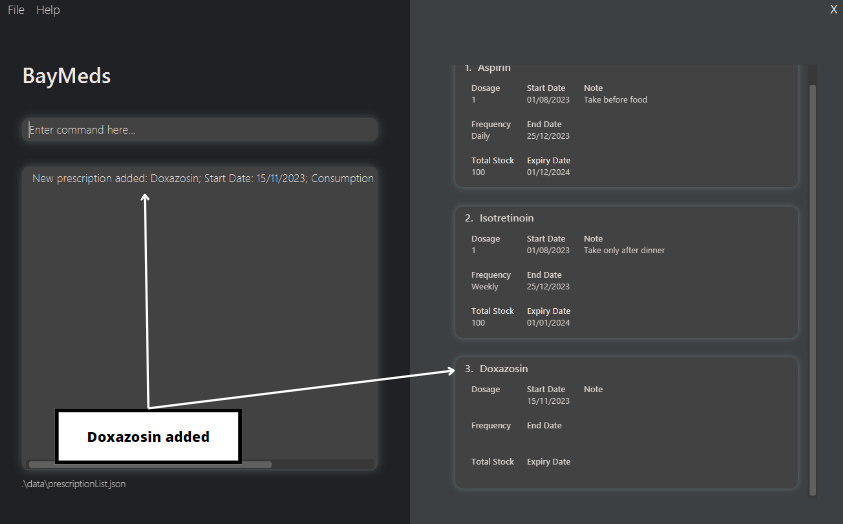 File Help
X
BayMeds
Enter command here...
New prescription added: Doxazosin; Start Date: 15/11/2023; Consumption
Doxazosin added
.\data\prescriptionList.json
1. Aspirin
Dosage Start Date Note
1 01/08/2023 Take before food
Frequency End Date
Daily 25/12/2023
Total Stock Expiry Date
100 01/12/2024
2. Isotretinoin
Dosage Start Date Note
1 01/08/2023 Take only after dinner
Frequency End Date
Weekly 25/12/2023
Total Stock Expiry Date
100 01/01/2024
3. Doxazosin
Dosage Start Date Note
15/11/2023
Frequency End Date
Total Stock Expiry Date